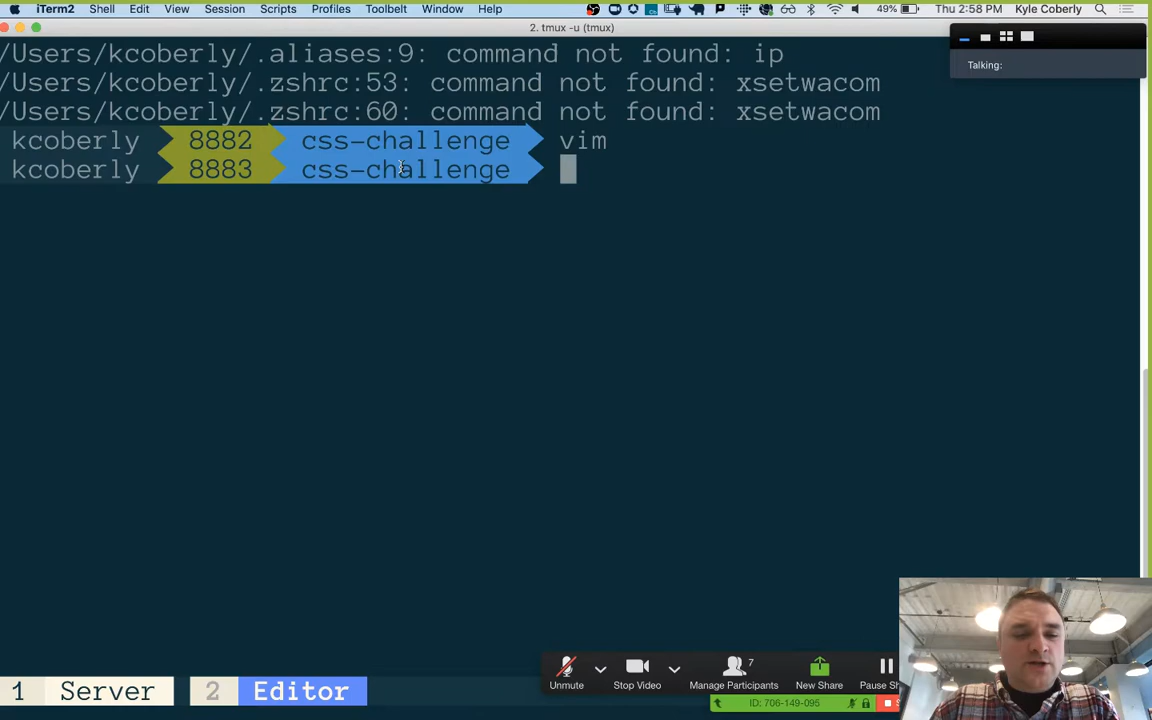 iTerm2 Shell Edit View Session Scripts Profiles Toolbelt Window Help 49% Thu 2:58 PM Kyle Coberly
2. tmux -u (tmux)
Talking:
/Users/kcoberly/.aliases:9: command not found: ip
/Users/kcoberly/.zshrc:53: command not found: xsetwacom
/Users/kcoberly/.zshrc:60: command not found: xsetwacom
kcoberly 8882 css-challenge vim
kcoberly 8883 css-challenge
7
Unmute Stop Video Manage Participants New Share
ID: 706-149-095
1 Server 2 Editor